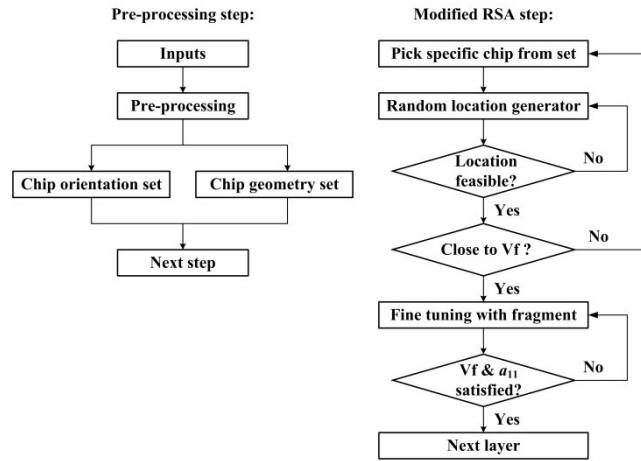 Pre-processing step:
Inputs
Pre-processing
Chip orientation set
Chip geometry set
Next step
Modified RSA step:
Pick specific chip from set
Random location generator
Location
feasible?
No
Yes
Close to Vf ?
No
Yes
Fine tuning with fragment
Vf & a₁₁
satisfied?
No
Yes
Next layer